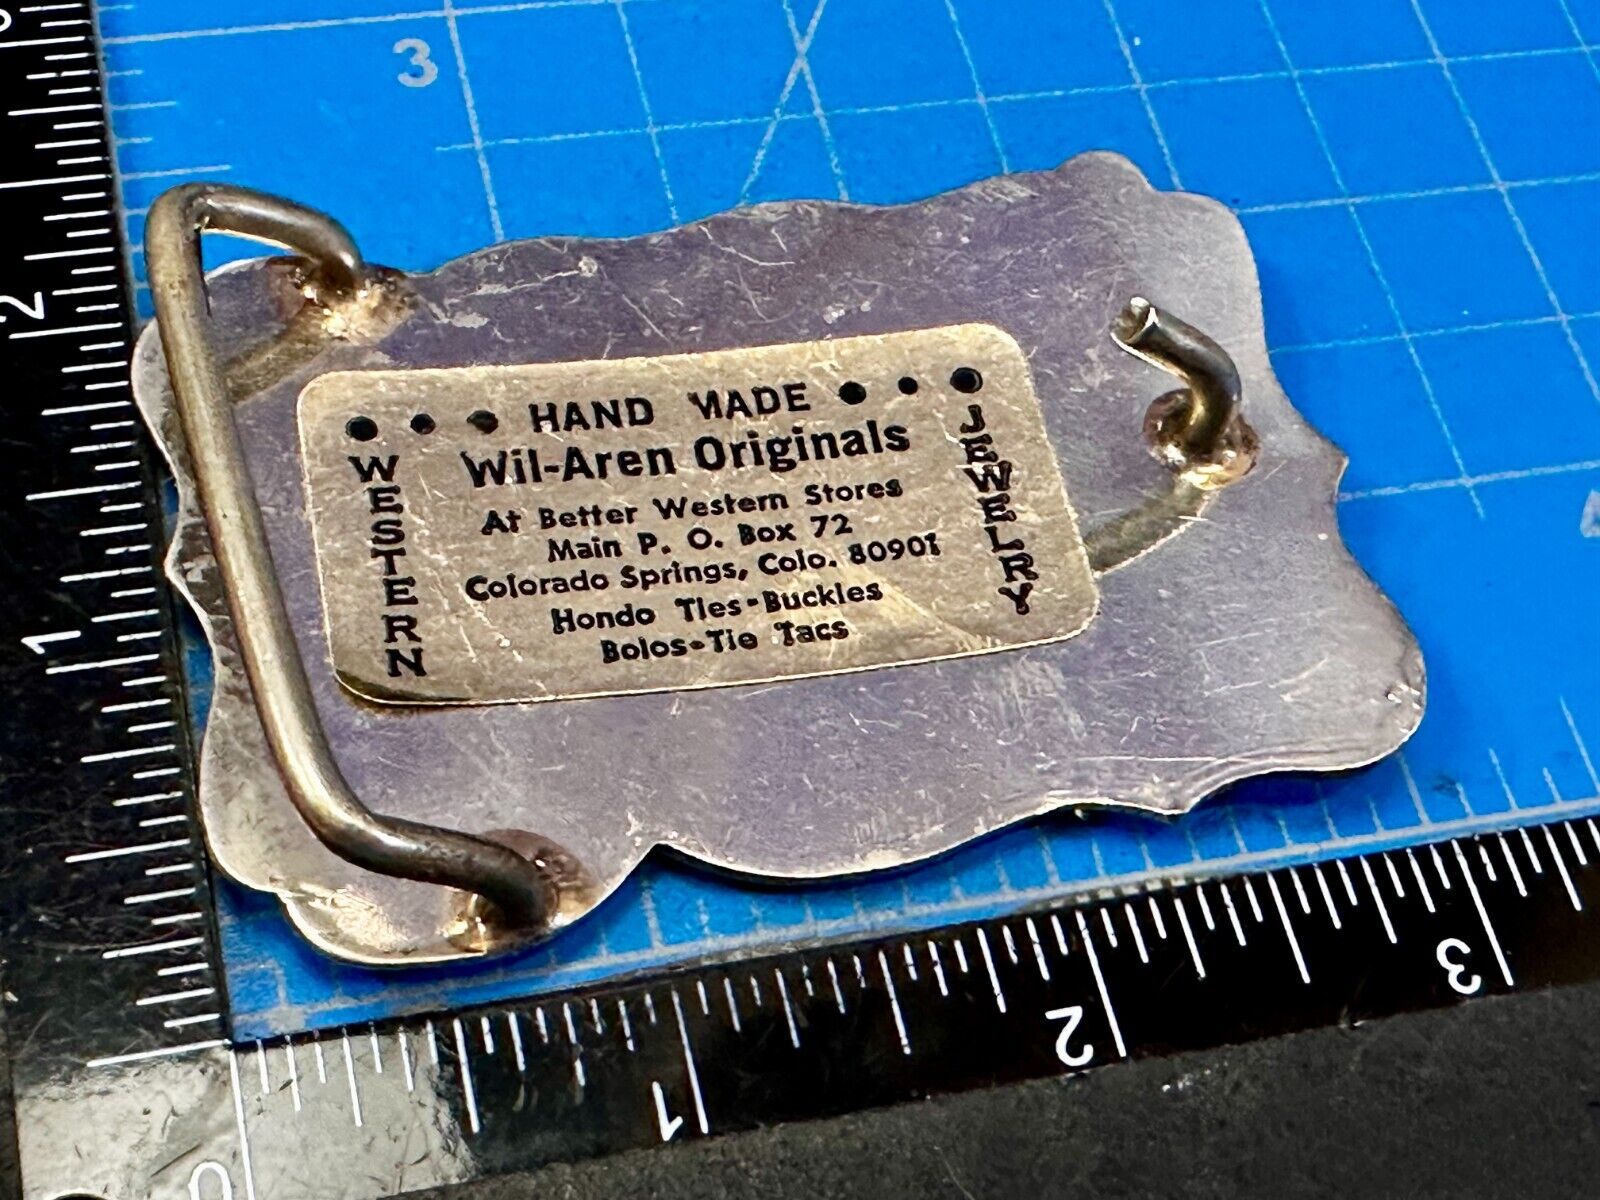 3
2
1
● • • HAND MADE • • ●
Wil-Aren Originals
WESTERN
JEWELRY
At Better Western Stores
Main P. O. Box 72
Colorado Springs, Colo. 80901
Hondo Ties-Buckles
Bolos-Tie Tacs
0
1
2
3